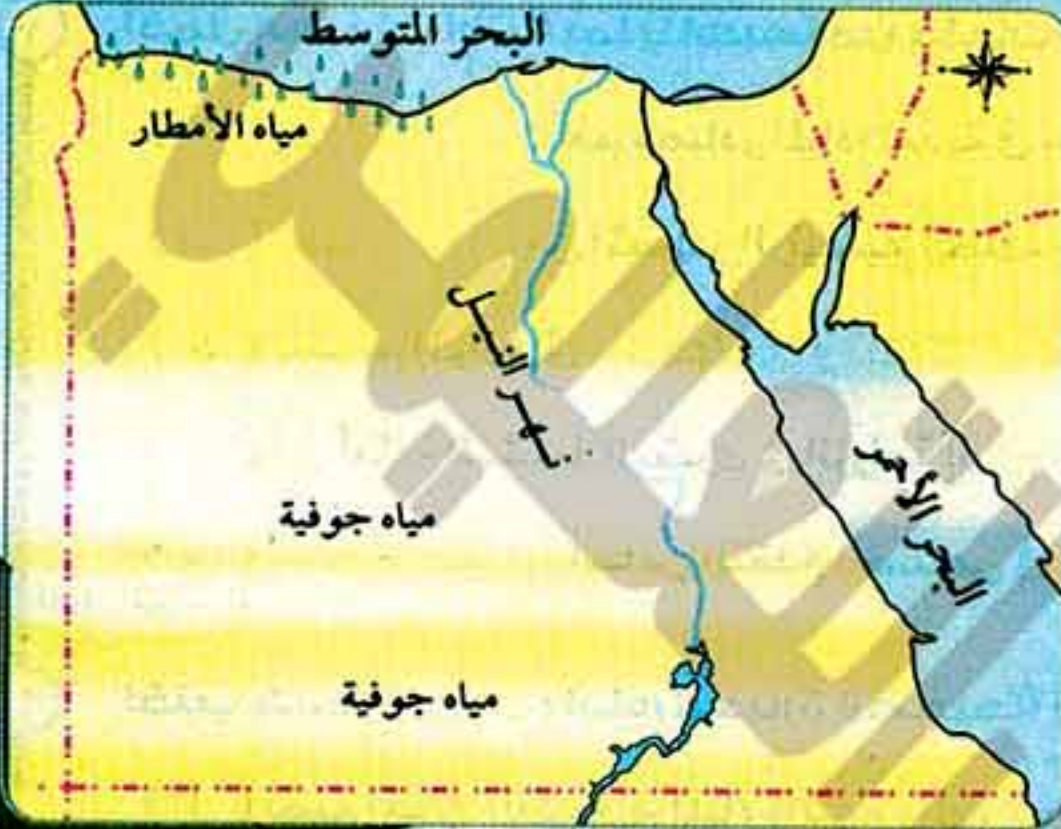 البحر المتوسط
مياه الأمطار
نهر النيل
البحر الأحمر
مياه جوفية
مياه جوفية